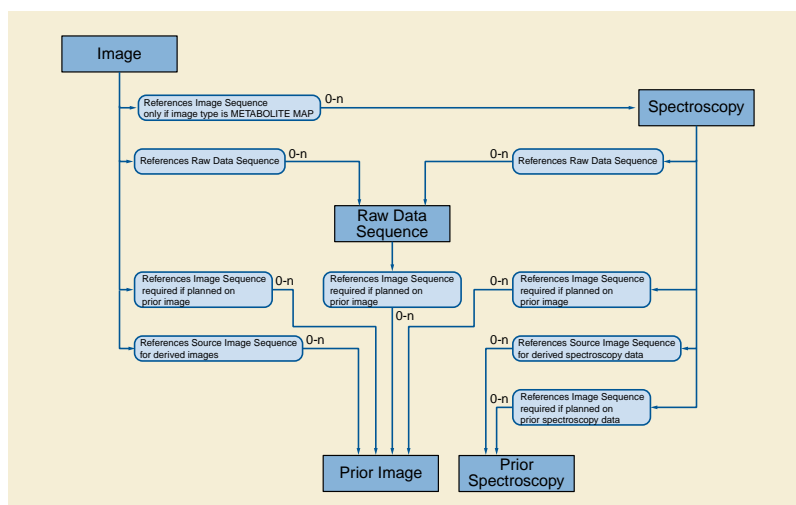 Image
References Image Sequence
only if image type is METABOLITE MAP
0-n
Spectroscopy
References Raw Data Sequence
0-n
0-n
References Raw Data Sequence
Raw Data
Sequence
References Image Sequence
required if planned on
prior image
0-n
References Image Sequence
required if planned on
prior image
0-n
0-n
References Image Sequence
required if planned on
prior image
References Source Image Sequence
for derived images
0-n
0-n
References Source Image Sequence
for derived spectroscopy data
0-n
References Image Sequence
required if planned on
prior spectroscopy data
Prior Image
Prior
Spectroscopy